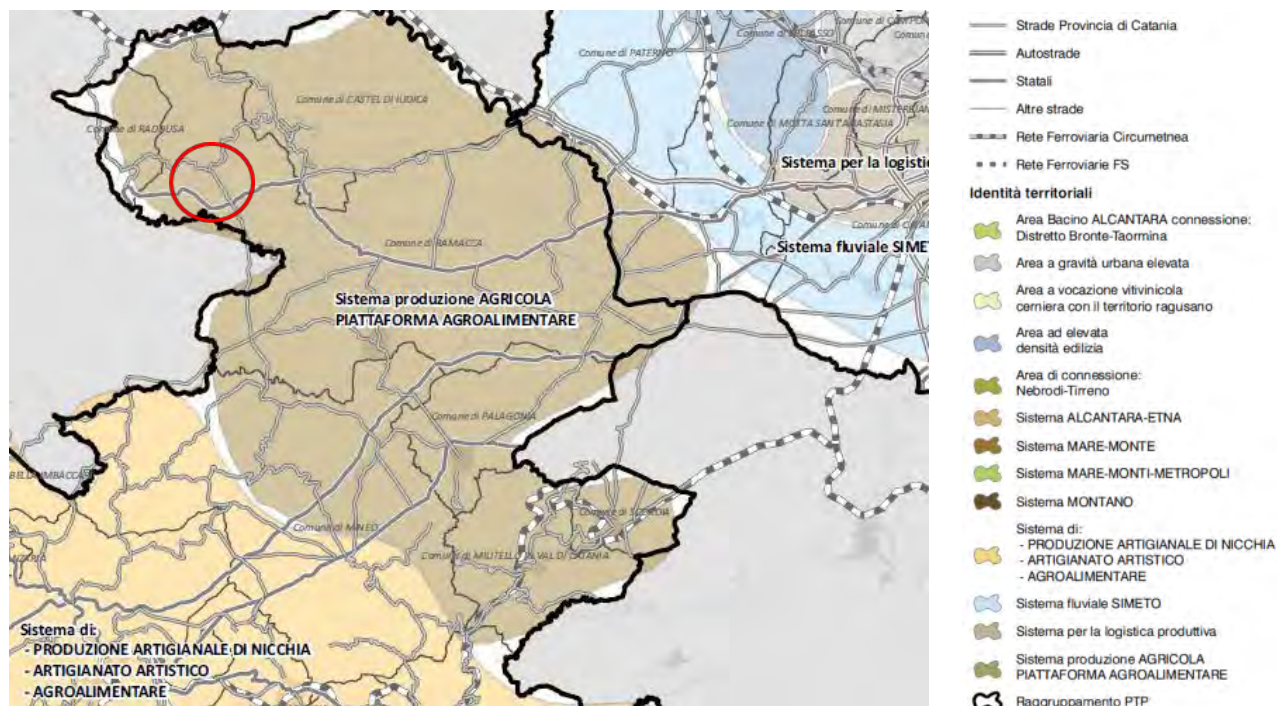 Comune di PATERNO'
Comune di CASTEL DI IUDICA
Comune di RADDUSA
Comune di MOTTA SANT'ANASTASIA
Sistema per la logistic
Comune di RAMACCA
Sistema fluviale SIME
Sistema produzione AGRICOLA
PIATTAFORMA AGROALIMENTARE
Comune di PALAGONIA
Comune di MINEO
Comune di SCORDIA
Comune di MILITELLO IN VAL DI CATANIA
Sistema di:
- PRODUZIONE ARTIGIANALE DI NICCHIA
- ARTIGIANATO ARTISTICO
- AGROALIMENTARE
Strade Provincia di Catania
Autostrade
Statali
Altre strade
Rete Ferroviaria Circumetnea
Rete Ferroviarie FS
Identità territoriali
Area Bacino ALCANTARA connessione:
Distretto Bronte-Taormina
Area a gravità urbana elevata
Area a vocazione vitivinicola
cerniera con il territorio ragusano
Area ad elevata
densità edilizia
Area di connessione:
Nebrodi-Tirreno
Sistema ALCANTARA-ETNA
Sistema MARE-MONTE
Sistema MARE-MONTI-METROPOLI
Sistema MONTANO
Sistema di:
- PRODUZIONE ARTIGIANALE DI NICCHIA
- ARTIGIANATO ARTISTICO
- AGROALIMENTARE
Sistema fluviale SIMETO
Sistema per la logistica produttiva
Sistema produzione AGRICOLA
PIATTAFORMA AGROALIMENTARE
Raggruppamento PTP